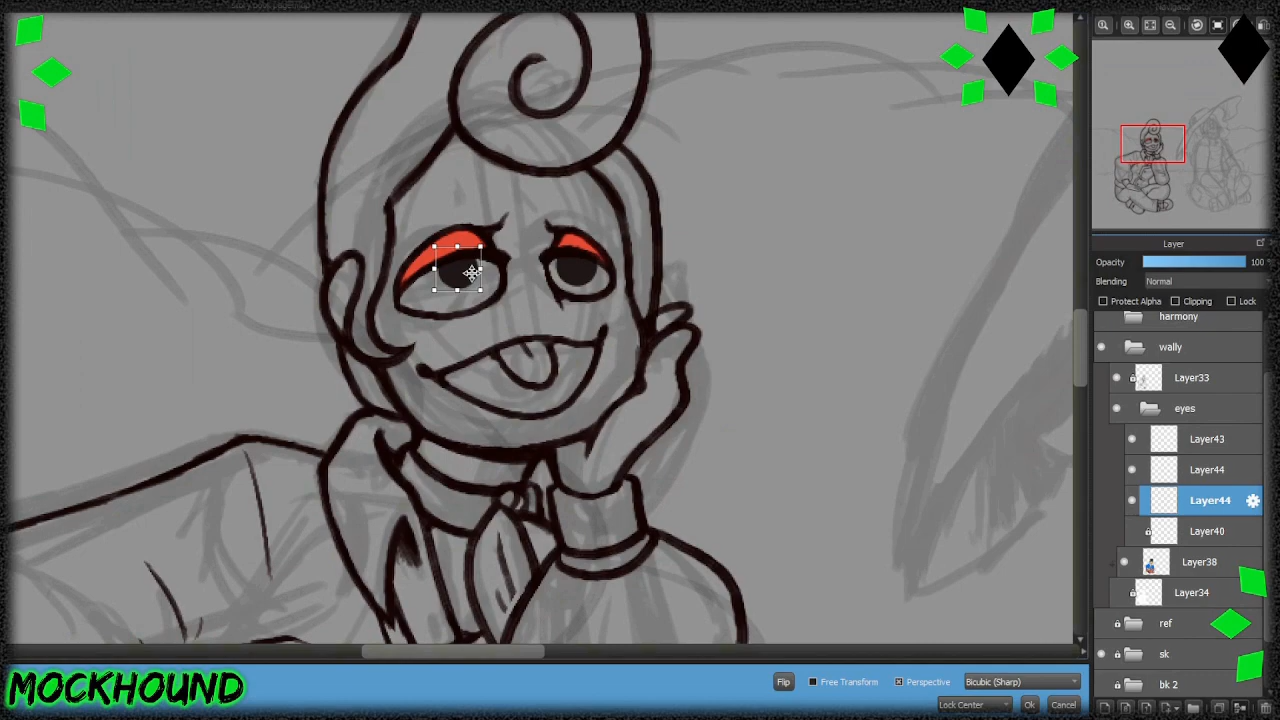 Layer
Opacity 100
Blending Normal
Protect Alpha Clipping Lock
harmony
wally
Layer33
eyes
Layer43
Layer44
Layer44
Layer40
Layer38
Layer34
ref
sk
bk 2
MOCKHOUND
Flip Free Transform Perspective Bicubic (Sharp)
Lock Center Ok Cancel